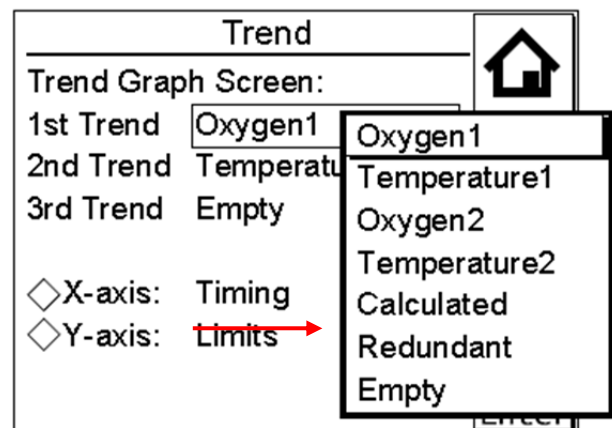 Trend
Trend Graph Screen:
1st Trend Oxygen1
2nd Trend Temperatu
3rd Trend Empty
X-axis: Timing
Y-axis: Limits
Oxygen1
Temperature1
Oxygen2
Temperature2
Calculated
Redundant
Empty